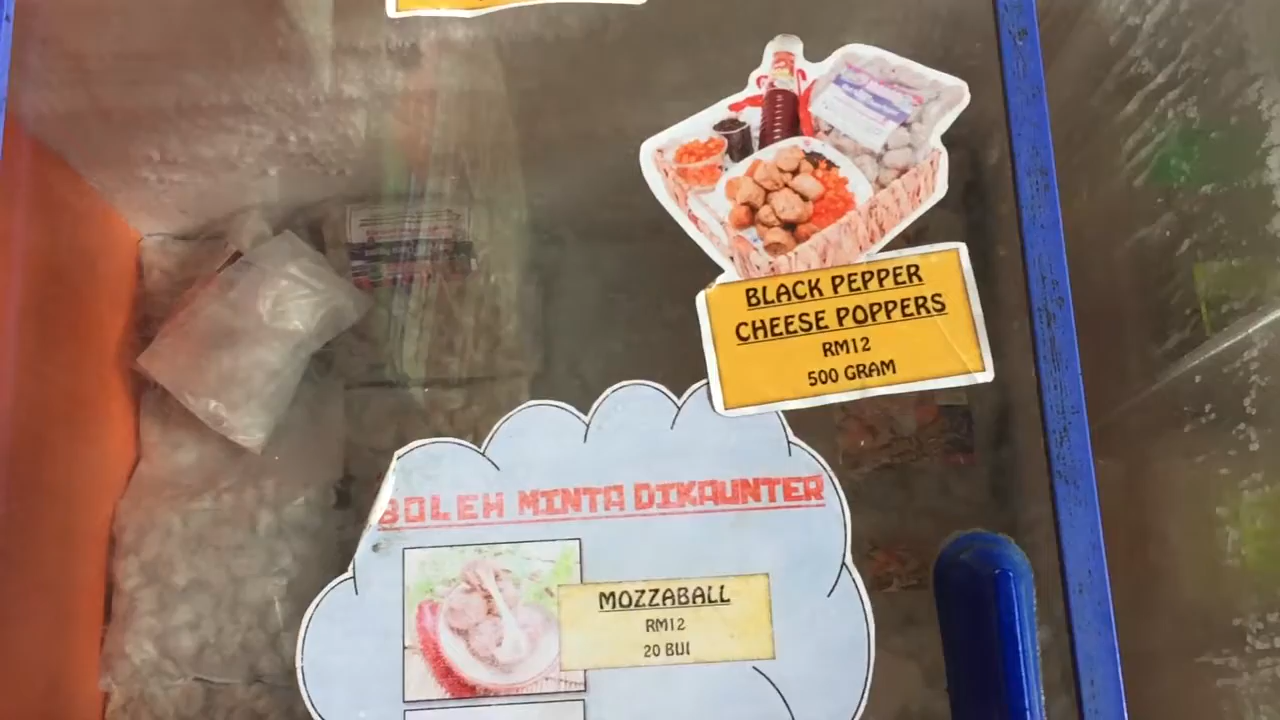 BLACK PEPPER
CHEESE POPPERS
RM12
500 GRAM
BOLEH MINTA DIKAUNTER
MOZZABALL
RM12
20 BIJI